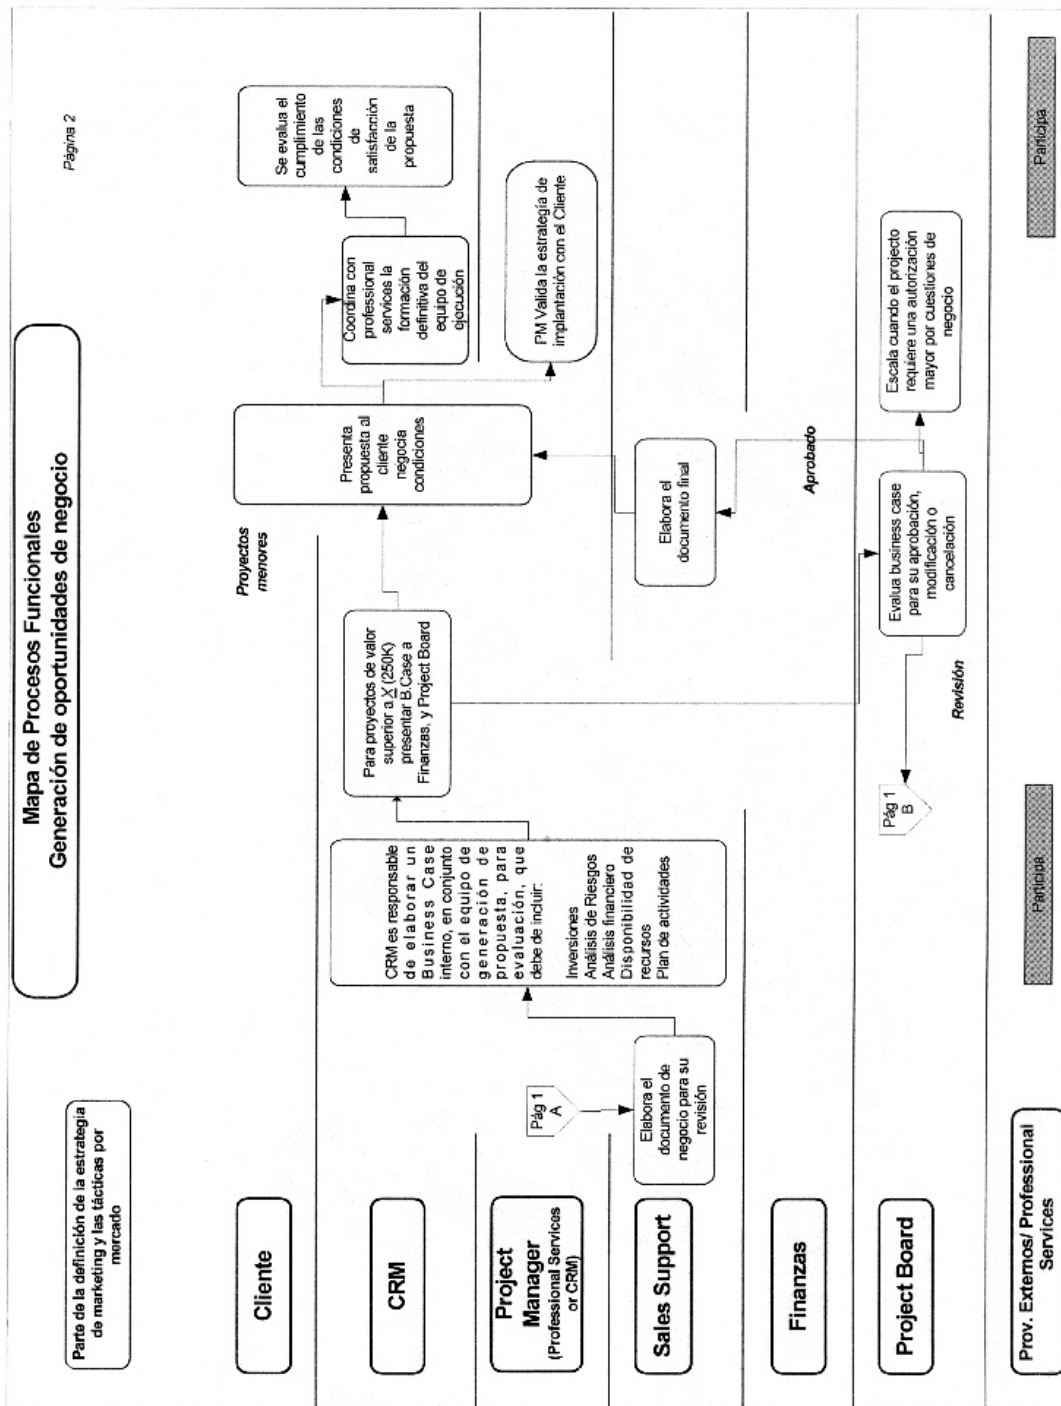 Mapa de Procesos Funcionales
Generación de oportunidades de negocio
Página 2
Parte de la definición de la estrategia
de marketing y las tácticas por
mercado
Cliente
CRM
Project
Manager
(Professional Services
or CRM)
Sales Support
Finanzas
Project Board
Prov. Externos/ Professional
Services
Pág 1
A
Elabora el
documento de
negocio para su
revisión
CRM es responsable
de elaborar un
Business Case
interno, en conjunto
con el equipo de
generación de
propuesta, para
evaluación, que
debe de incluir:
Inversiones
Análisis de Riesgos
Análisis financiero
Disponibilidad de
recursos
Plan de actividades
Para proyectos de valor
superior a X (250K)
presentar B.Case a
Finanzas, y Project Board
Proyectos
menores
Presenta
propuesta al
cliente
negocia
condiciones
Coordina con
professional
services la
formación
definitiva del
equipo de
ejecución
Se evalua el
cumplimiento
de las
condiciones
de
satisfacción
de la
propuesta
PM Valida la estrategía de
implantación con el Cliente
Elabora el
documento final
Aprobado
Pág 1
B
Revisión
Evalua business case
para su aprobación,
modificación o
cancelación
Escala cuando el projecto
requiere una autorización
mayor por cuestiones de
negocio
Participa
Participa